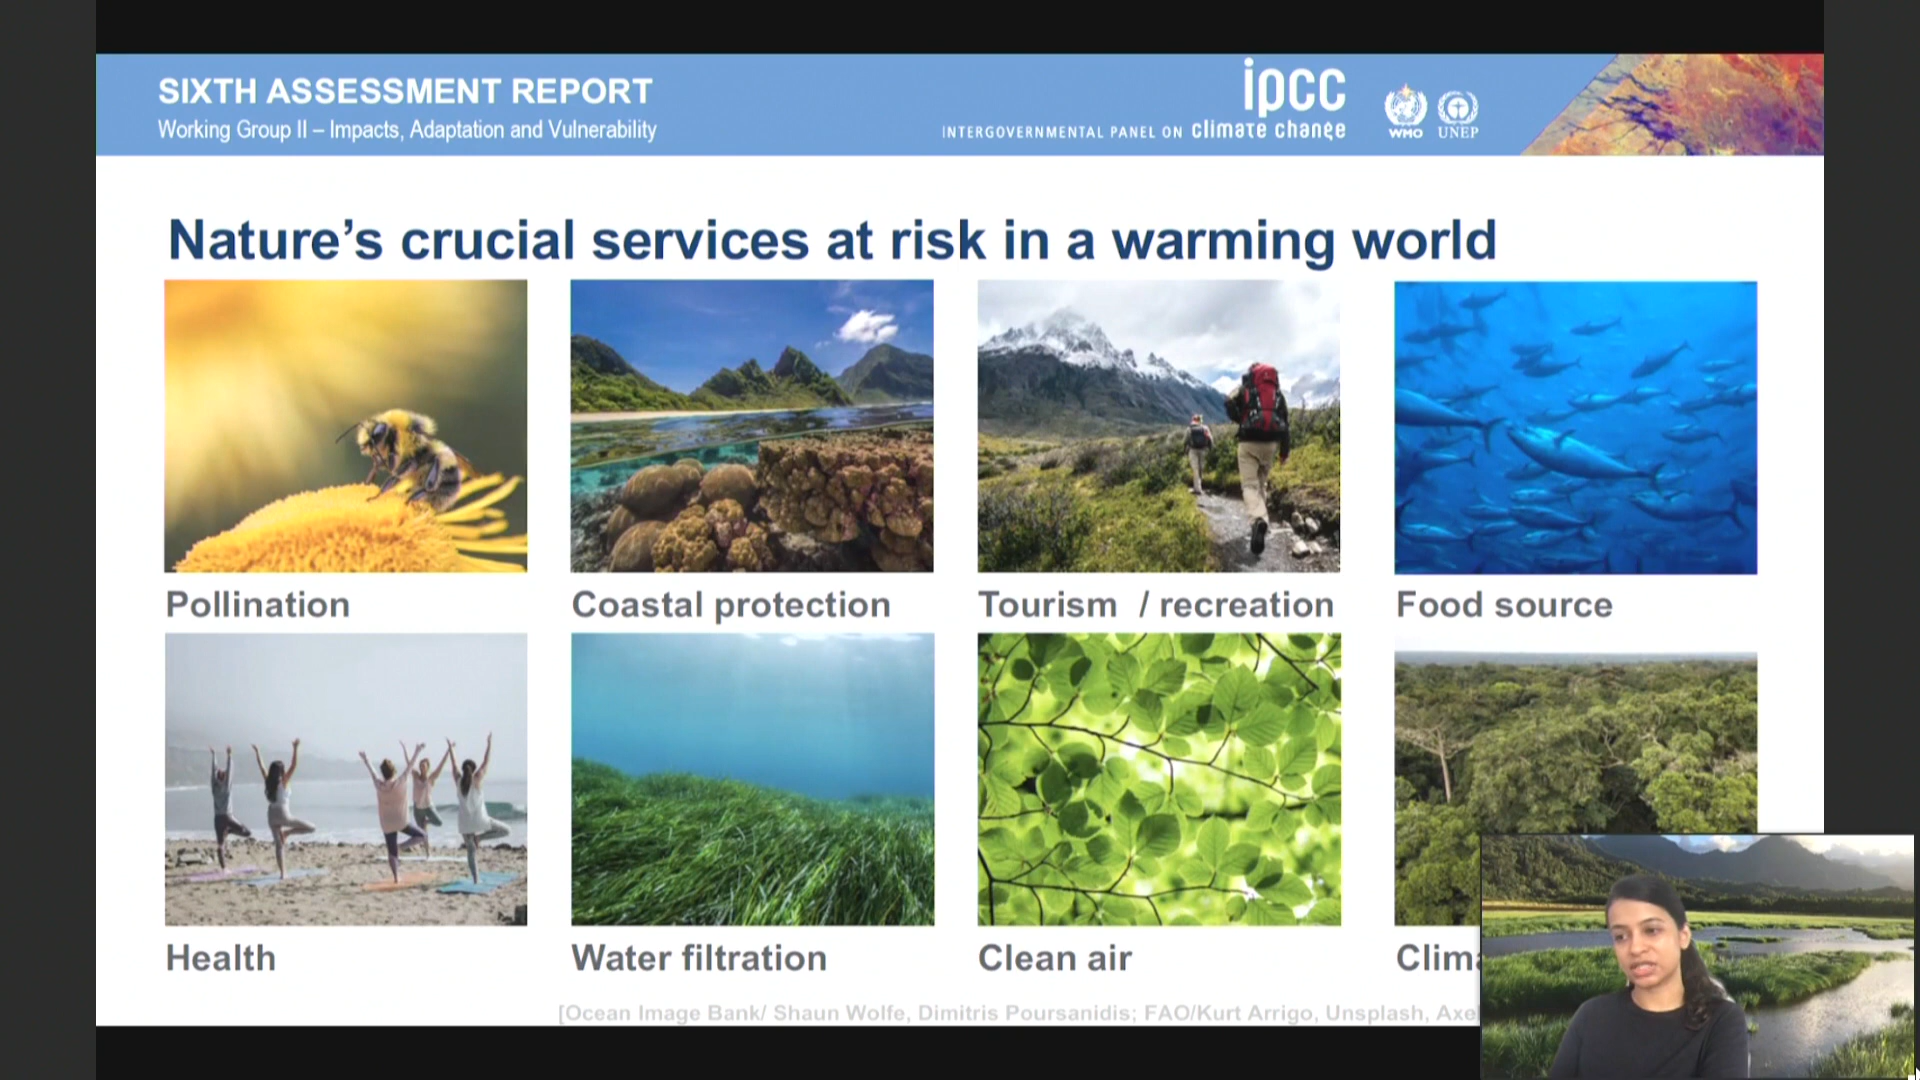 SIXTH ASSESSMENT REPORT
Working Group II – Impacts, Adaptation and Vulnerability
ipcc
INTERGOVERNMENTAL PANEL ON climate change
WMO UNEP
Nature’s crucial services at risk in a warming world
Pollination
Coastal protection
Tourism / recreation
Food source
Health
Water filtration
Clean air
[Ocean Image Bank/ Shaun Wolfe, Dimitris Poursanidis; FAO/Kurt Arrigo, Unsplash,